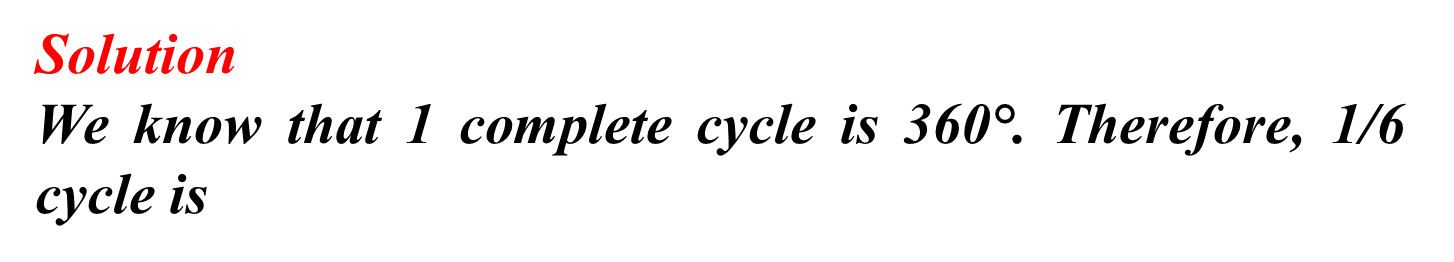 Solution
We know that 1 complete cycle is 360°. Therefore, 1/6
cycle is